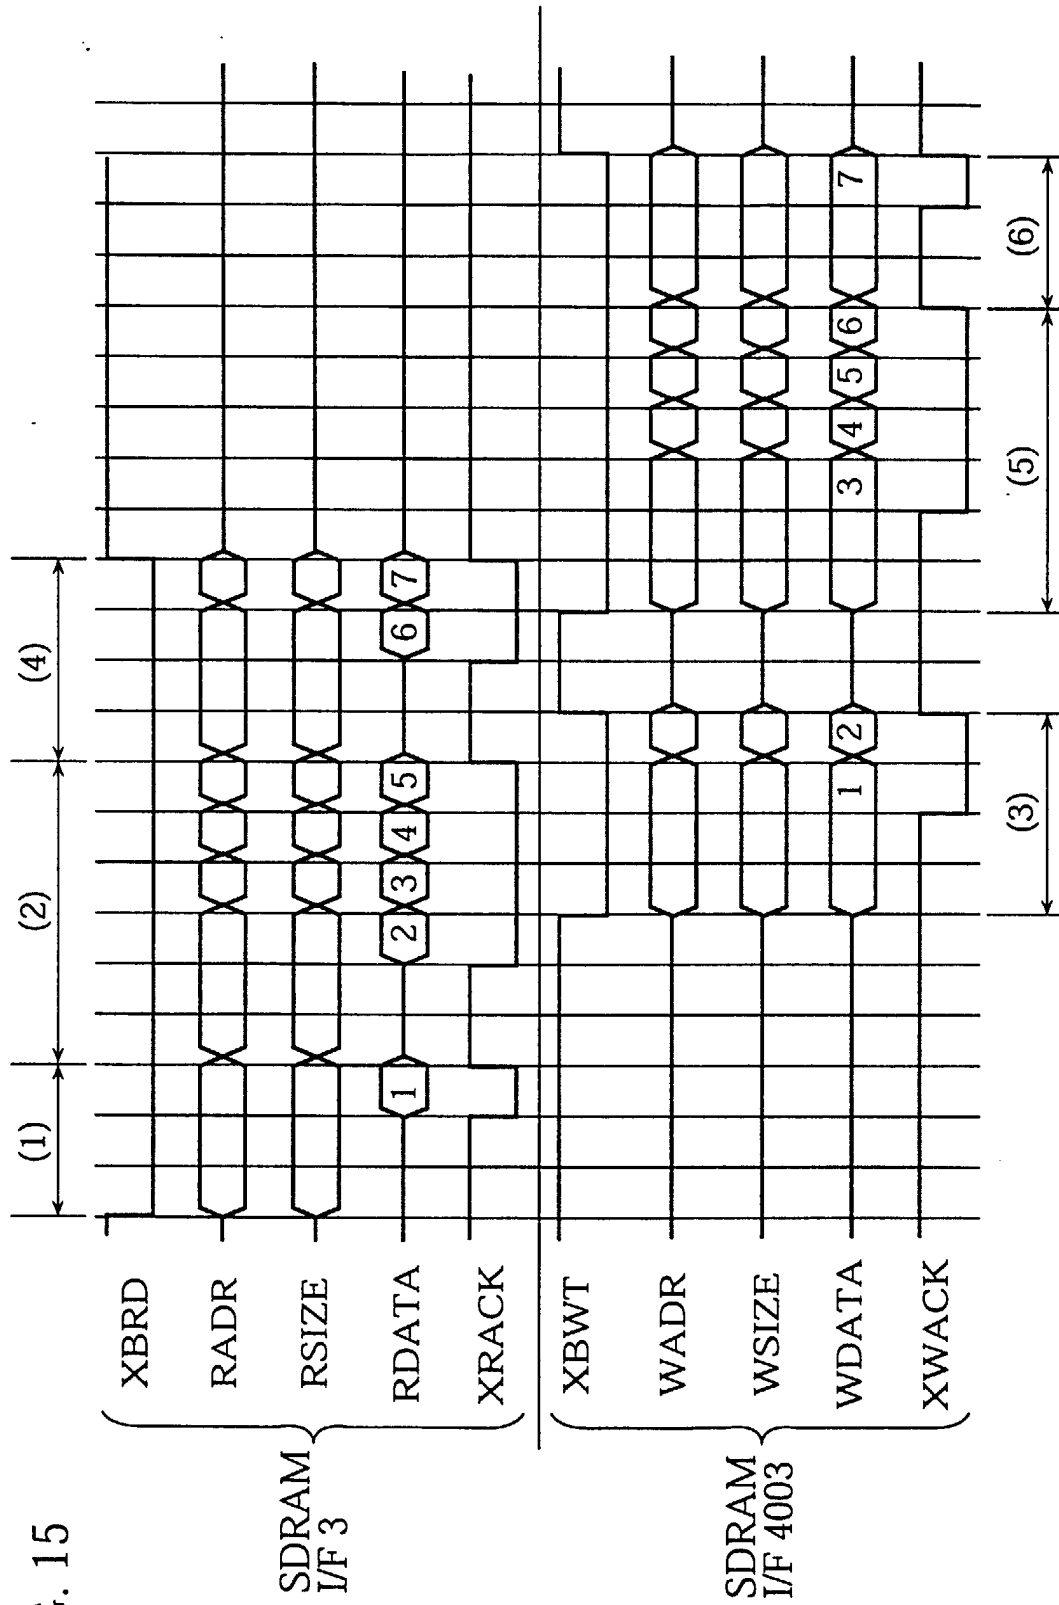 . 15
(1)
(2)
(4)
SDRAM
I/F 3
XBRD
RADR
RSIZE
RDATA
1
2
3
4
5
6
7
XRACK
SDRAM
I/F 4003
XBWT
WADR
WSIZE
WDATA
1
2
3
4
5
6
7
XWACK
(3)
(5)
(6)